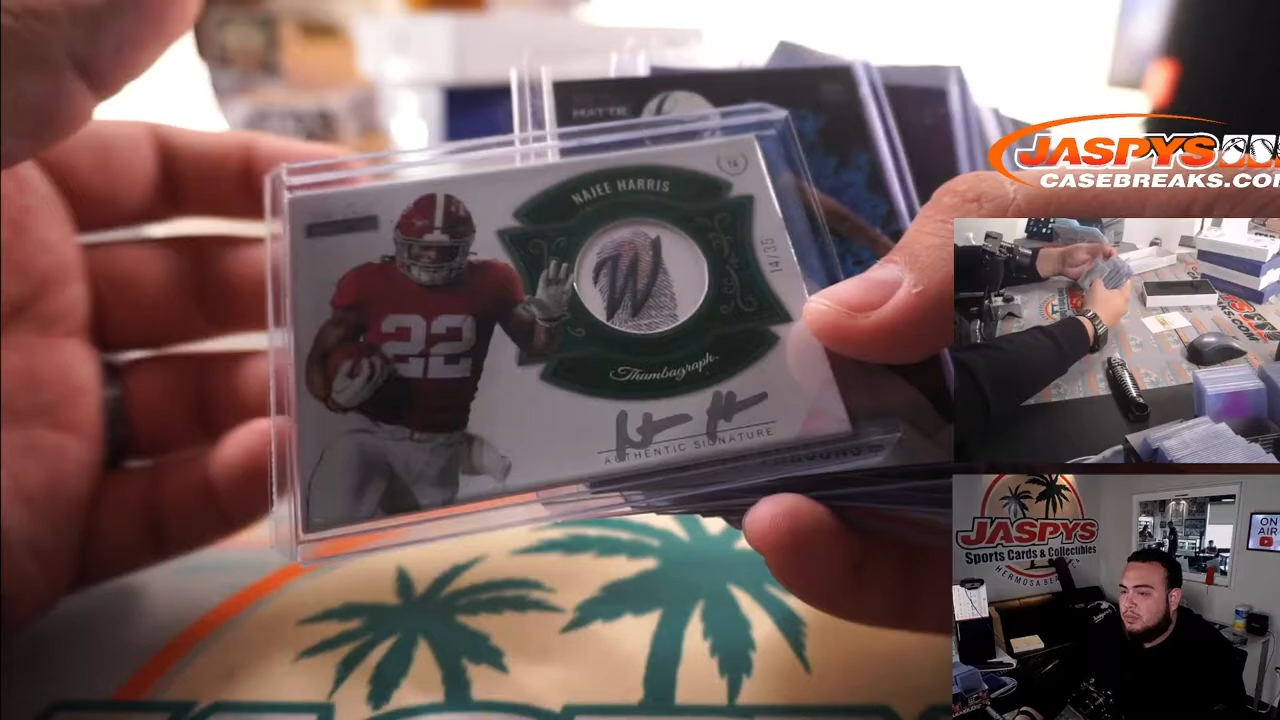 MATTE
NAJEE HARRIS
14/35
22
W
Thumbagraph
AUTHENTIC SIGNATURE
JASPYS
CASEBREAKS.COM
JASPYS
Sports Cards & Collectibles
HERMOSA BEACH
ON
AIR